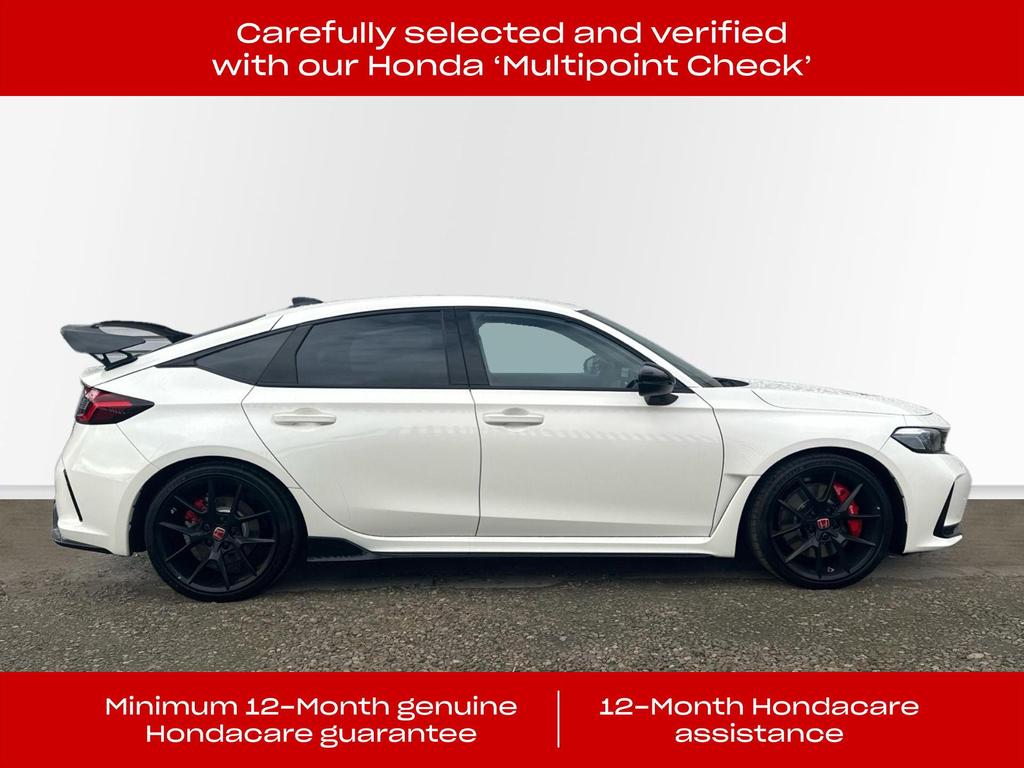 Carefully selected and verified
with our Honda ‘Multipoint Check’
Minimum 12-Month genuine
Hondacare guarantee
12-Month Hondacare
assistance